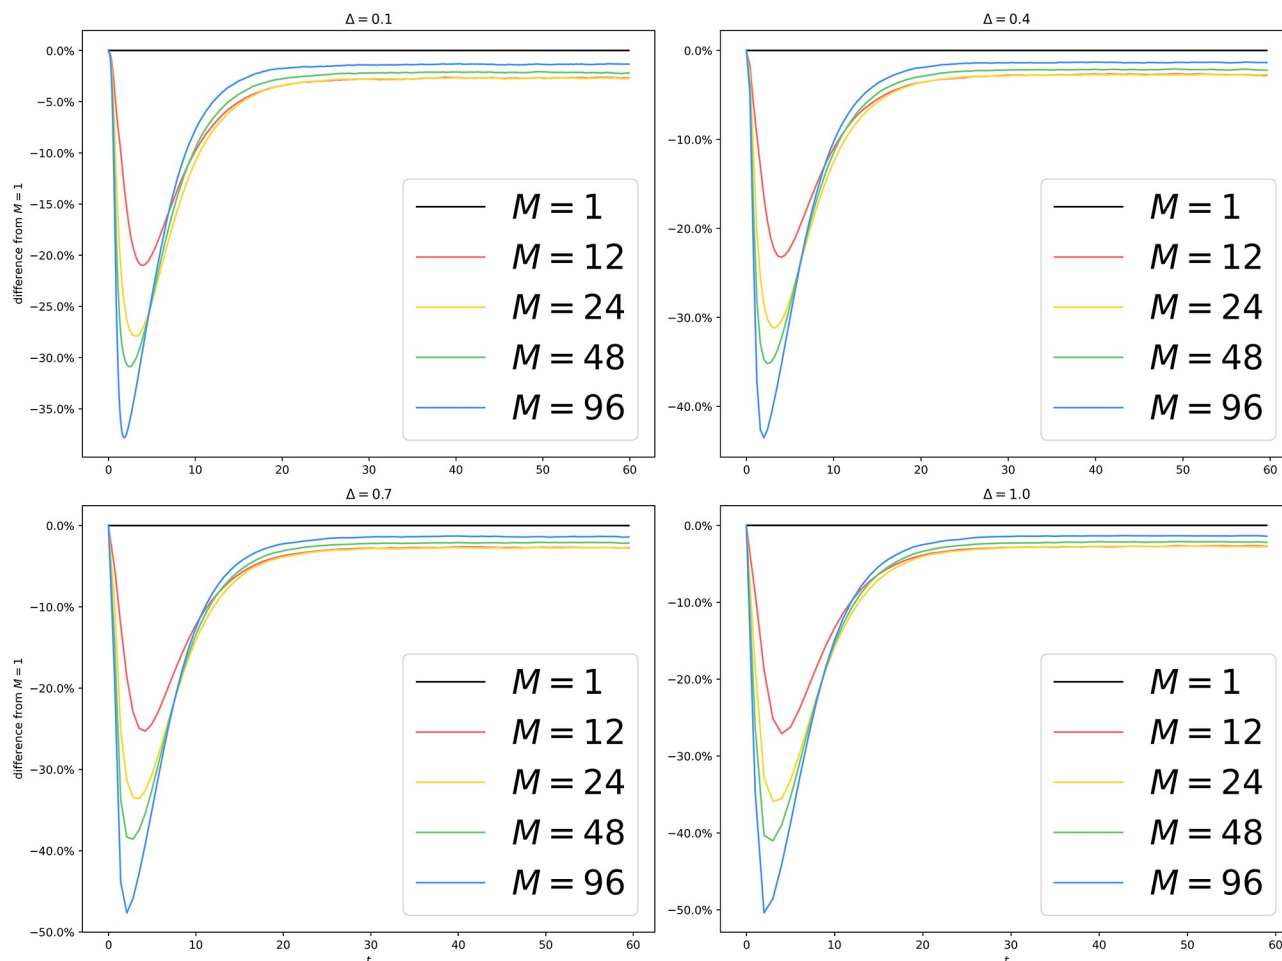 Δ = 0.1
0.0%
−5.0%
−10.0%
−15.0%
−20.0%
−25.0%
−30.0%
−35.0%
difference from M = 1
0 10 20 30 40 50 60
M = 1
M = 12
M = 24
M = 48
M = 96
Δ = 0.4
0.0%
−10.0%
−20.0%
−30.0%
−40.0%
0 10 20 30 40 50 60
M = 1
M = 12
M = 24
M = 48
M = 96
Δ = 0.7
0.0%
−10.0%
−20.0%
−30.0%
−40.0%
−50.0%
difference from M = 1
0 10 20 30 40 50 60
t
M = 1
M = 12
M = 24
M = 48
M = 96
Δ = 1.0
0.0%
−10.0%
−20.0%
−30.0%
−40.0%
−50.0%
0 10 20 30 40 50 60
t
M = 1
M = 12
M = 24
M = 48
M = 96